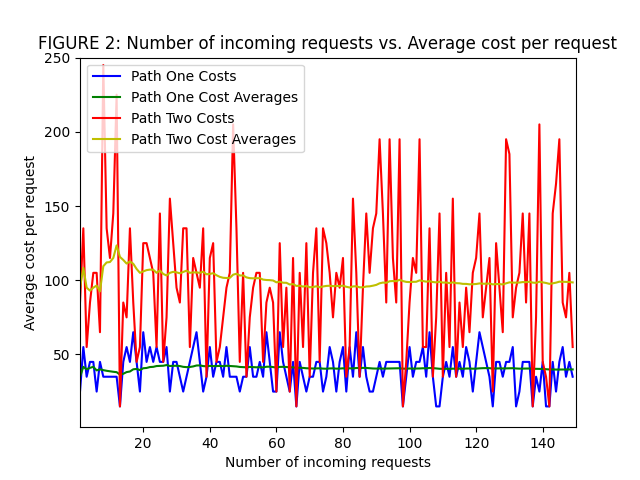 FIGURE 2: Number of incoming requests vs. Average cost per request
250
200
150
100
50
Average cost per request
Path One Costs
Path One Cost Averages
Path Two Costs
Path Two Cost Averages
20 40 60 80 100 120 140
Number of incoming requests